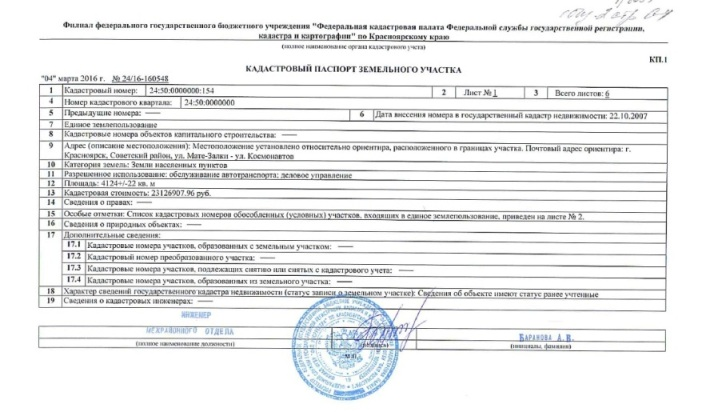 Филиал федерального государственного бюджетного учреждения "Федеральная кадастровая палата Федеральной службы государственной регистрации,
кадастра и картографии" по Красноярскому краю
(полное наименование органа кадастрового учета)
КП.1
КАДАСТРОВЫЙ ПАСПОРТ ЗЕМЕЛЬНОГО УЧАСТКА
"04" марта 2016 г. № 24/16-160548
1 Кадастровый номер: 24:50:0000000:154 2 Лист № 1 3 Всего листов: 6
4 Номер кадастрового квартала: 24:50:0000000
5 Предыдущие номера: — 6 Дата внесения номера в государственный кадастр недвижимости: 22.10.2007
7 Единое землепользование
8 Кадастровые номера объектов капитального строительства: —
9 Адрес (описание местоположения): Местоположение установлено относительно ориентира, расположенного в границах участка. Почтовый адрес ориентира: г.
Красноярск, Советский район, ул. Мате-Залки - ул. Космонавтов
10 Категория земель: Земли населенных пунктов
11 Разрешенное использование: обслуживание автотранспорта; деловое управление
12 Площадь: 4124+/-22 кв. м
13 Кадастровая стоимость: 23126907.96 руб.
14 Сведения о правах: —
15 Особые отметки: Список кадастровых номеров обособленных (условных) участков, входящих в единое землепользование, приведен на листе № 2.
16 Сведения о природных объектах: —
17 Дополнительные сведения:
17.1 Кадастровые номера участков, образованных с земельным участком: —
17.2 Кадастровый номер преобразованного участка: —
17.3 Кадастровые номера участков, подлежащих снятию или снятых с кадастрового учета: —
17.4 Кадастровые номера участков, образованных из земельного участка: —
18 Характер сведений государственного кадастра недвижимости (статус записи о земельном участке): Сведения об объекте имеют статус ранее учтенные
19 Сведения о кадастровых инженерах: —
ИНЖЕНЕР
МЕЖРАЙОННОГО ОТДЕЛА
БАРАНОВА А.В.
(полное наименование должности) (подпись) (инициалы, фамилия)
М.П.